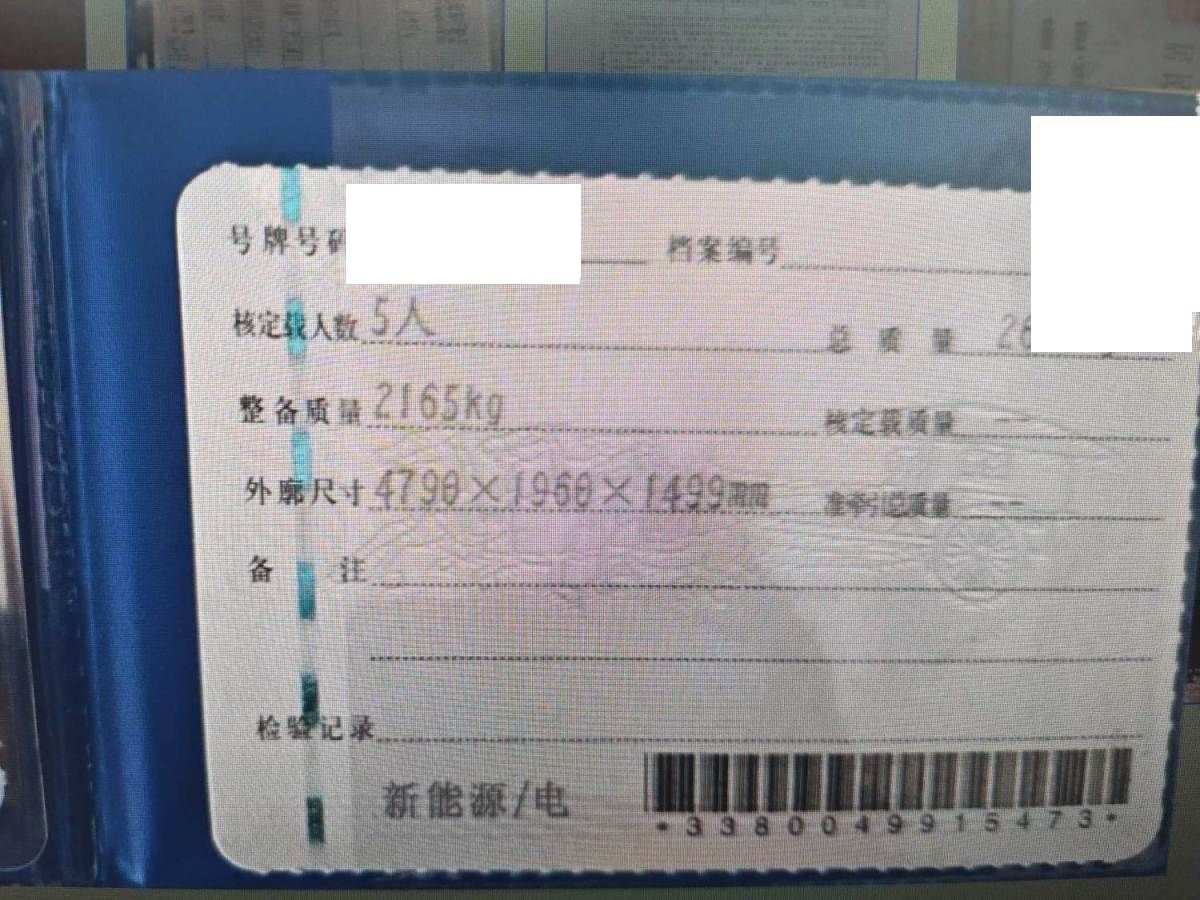 号牌号码
档案编号
核定载人数 5人
总质量 26
整备质量 2165kg
核定载质量 --
外廓尺寸 4790×1960×1499mm
准牵引总质量 --
备注
检验记录
新能源/电
*3380049915473*